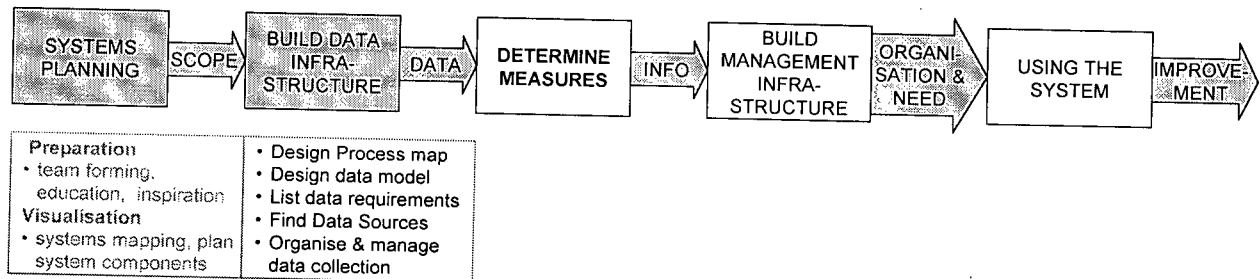 SYSTEMS
PLANNING
SCOPE
BUILD DATA
INFRA-
STRUCTURE
DATA
DETERMINE
MEASURES
INFO
BUILD
MANAGEMENT
INFRA-
STRUCTURE
ORGANI-
SATION &
NEED
USING THE
SYSTEM
IMPROVE-
MENT
Preparation
• team forming,
education, inspiration
Visualisation
• systems mapping, plan
system components
• Design Process map
• Design data model
• List data requirements
• Find Data Sources
• Organise & manage
data collection